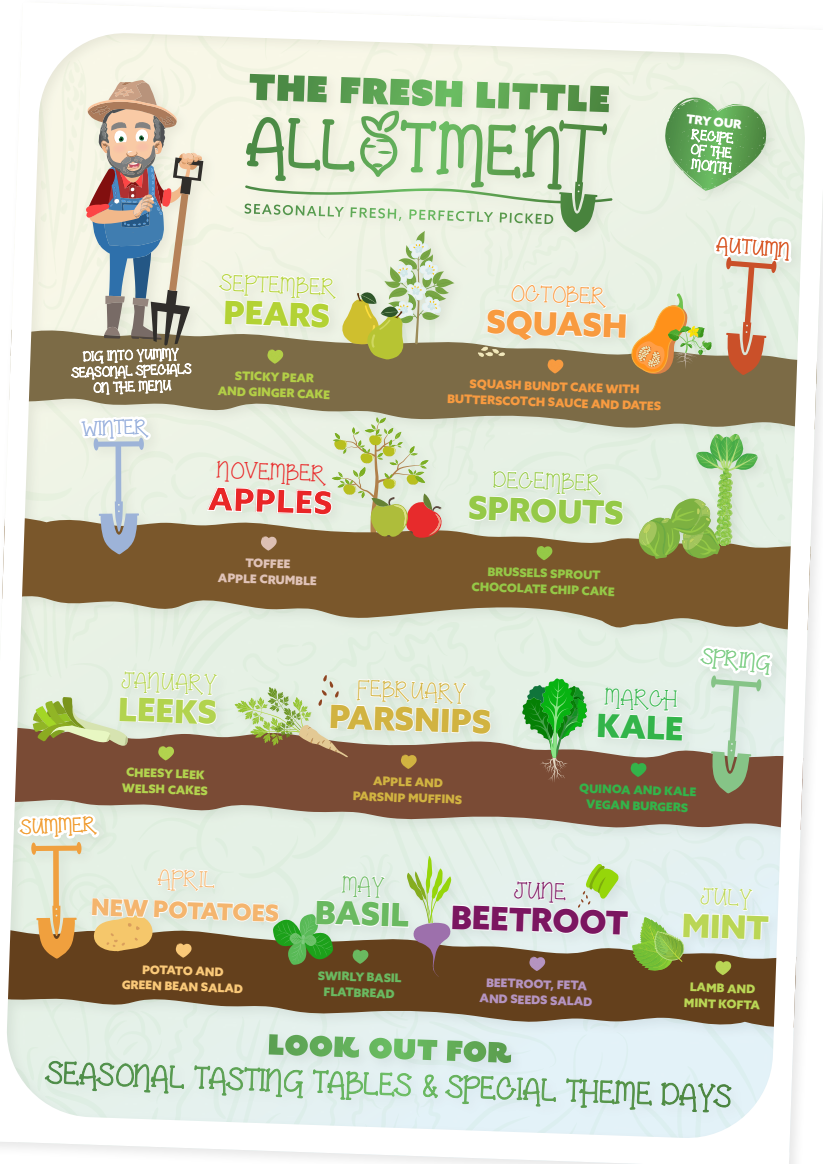 THE FRESH LITTLE
ALLOTMENT
SEASONALLY FRESH, PERFECTLY PICKED
TRY OUR
RECIPE
OF THE
MONTH
AUTUMN
SEPTEMBER
PEARS
OCTOBER
SQUASH
DIG INTO YUMMY
SEASONAL SPECIALS
ON THE MENU
STICKY PEAR
AND GINGER CAKE
SQUASH BUNDT CAKE WITH
BUTTERSCOTCH SAUCE AND DATES
WINTER
NOVEMBER
APPLES
DECEMBER
SPROUTS
TOFFEE
APPLE CRUMBLE
BRUSSELS SPROUT
CHOCOLATE CHIP CAKE
SPRING
JANUARY
LEEKS
FEBRUARY
PARSNIPS
MARCH
KALE
CHEESY LEEK
WELSH CAKES
APPLE AND
PARSNIP MUFFINS
QUINOA AND KALE
VEGAN BURGERS
SUMMER
APRIL
NEW POTATOES
MAY
BASIL
JUNE
BEETROOT
JULY
MINT
POTATO AND
GREEN BEAN SALAD
SWIRLY BASIL
FLATBREAD
BEETROOT, FETA
AND SEEDS SALAD
LAMB AND
MINT KOFTA
LOOK OUT FOR
SEASONAL TASTING TABLES & SPECIAL THEME DAYS